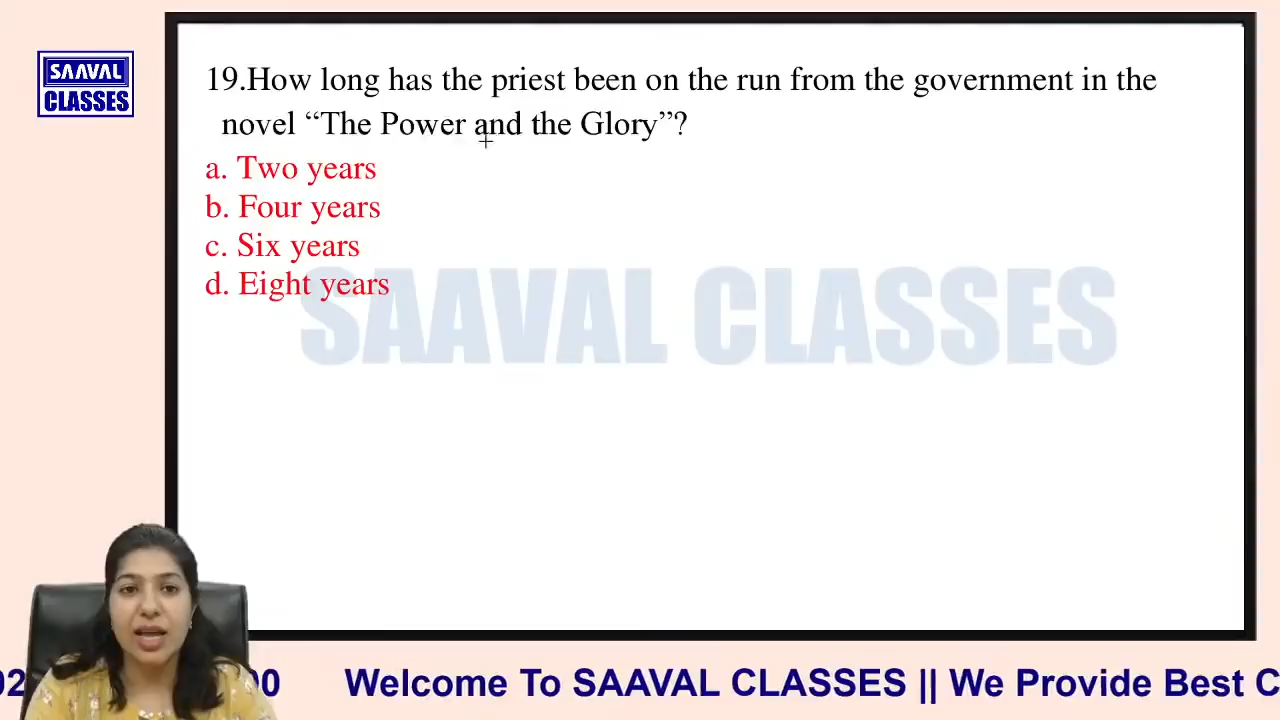 SAAVAL
CLASSES
19.How long has the priest been on the run from the government in the
novel “The Power and the Glory”?
a. Two years
b. Four years
c. Six years
d. Eight years
SAAVAL CLASSES
Welcome To SAAVAL CLASSES || We Provide Best